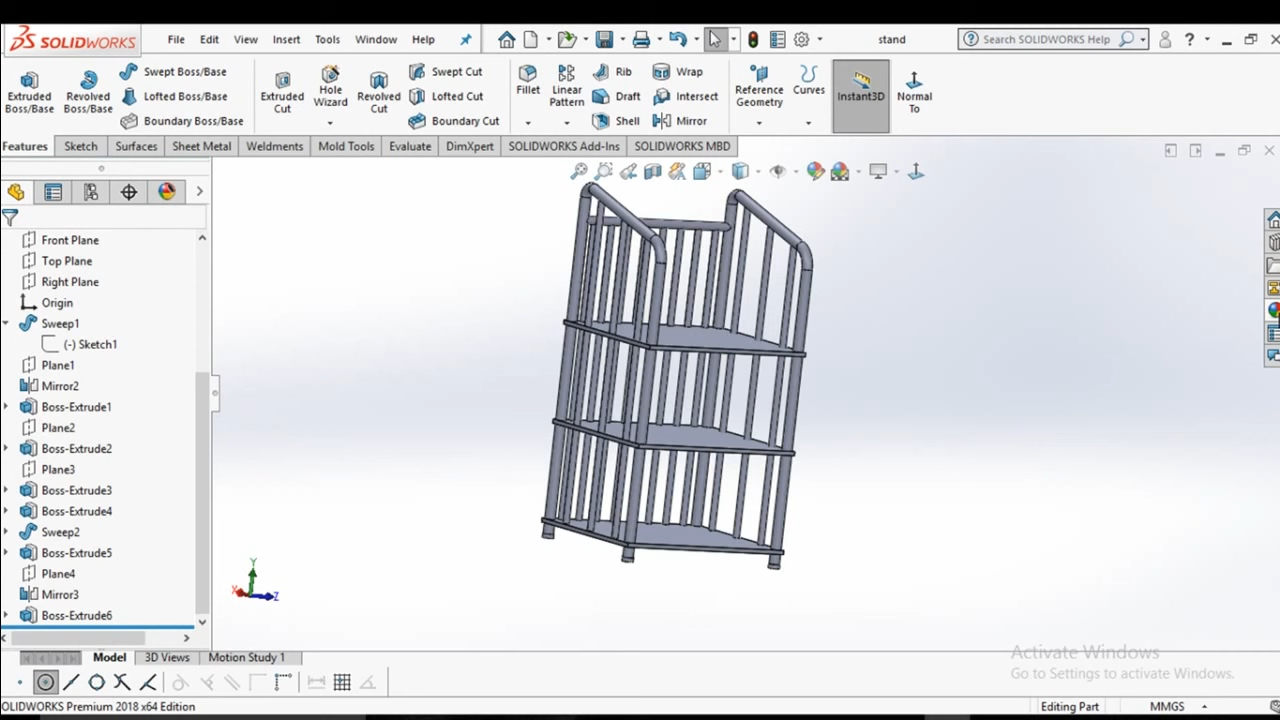 SOLIDWORKS File Edit View Insert Tools Window Help stand Search SOLIDWORKS Help ?
Extruded Boss/Base
Revolved Boss/Base
Swept Boss/Base
Lofted Boss/Base
Boundary Boss/Base
Extruded Cut
Hole Wizard
Revolved Cut
Swept Cut
Lofted Cut
Boundary Cut
Fillet
Linear Pattern
Rib
Draft
Shell
Wrap
Intersect
Mirror
Reference Geometry
Curves
Instant3D
Normal To
Features Sketch Surfaces Sheet Metal Weldments Mold Tools Evaluate DimXpert SOLIDWORKS Add-Ins SOLIDWORKS MBD
Front Plane
Top Plane
Right Plane
Origin
Sweep1
(-) Sketch1
Plane1
Mirror2
Boss-Extrude1
Plane2
Boss-Extrude2
Plane3
Boss-Extrude3
Boss-Extrude4
Sweep2
Boss-Extrude5
Plane4
Mirror3
Boss-Extrude6
Y
X
Z
Activate Windows
Go to Settings to activate Windows.
Model 3D Views Motion Study 1
OLIDWORKS Premium 2018 x64 Edition Editing Part MMGS